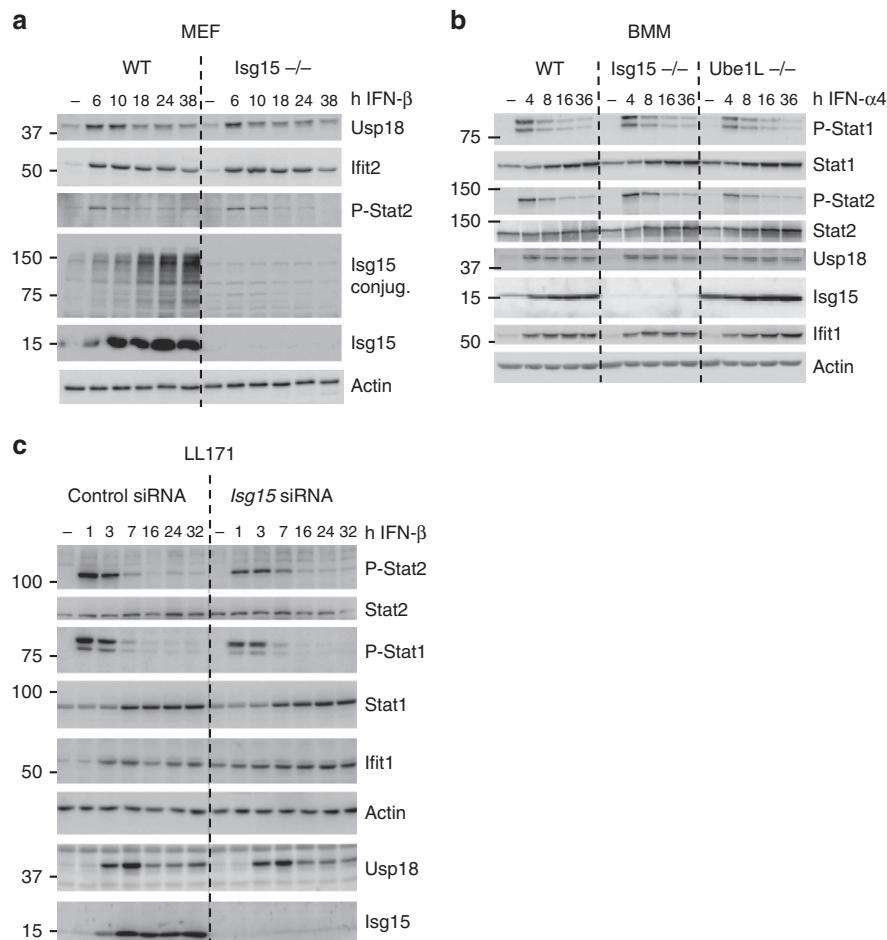 a
MEF
WT Isg15 –/–
– 6 10 18 24 38 – 6 10 18 24 38 h IFN-β
37 Usp18
50 Ifit2
P-Stat2
150 Isg15
conjug.
75
15 Isg15
Actin
b
BMM
WT Isg15 –/– Ube1L –/–
– 4 8 16 36 – 4 8 16 36 – 4 8 16 36 h IFN-α4
75 P-Stat1
Stat1
150 P-Stat2
150 Stat2
37 Usp18
15 Isg15
50 Ifit1
Actin
c
LL171
Control siRNA Isg15 siRNA
– 1 3 7 16 24 32 – 1 3 7 16 24 32 h IFN-β
100 P-Stat2
Stat2
75 P-Stat1
100 Stat1
50 Ifit1
Actin
37 Usp18
15 Isg15